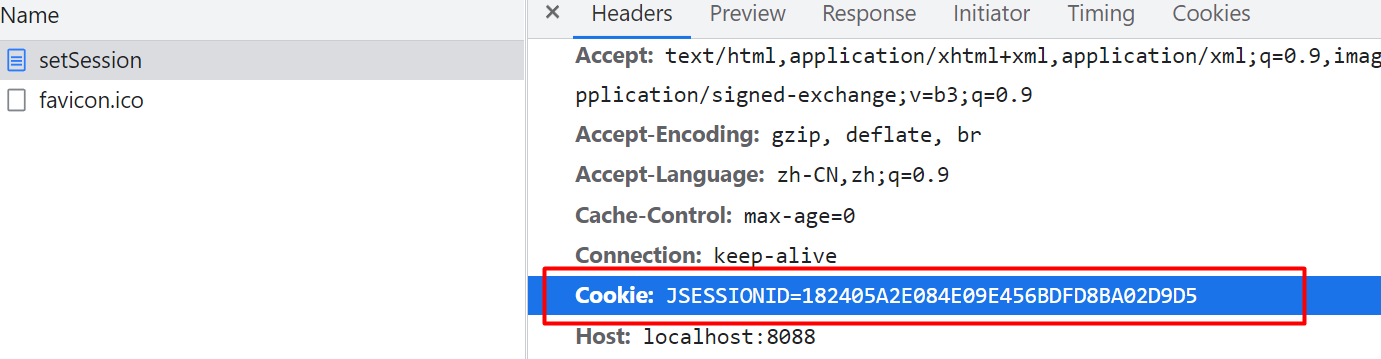 Name
setSession
favicon.ico
× Headers Preview Response Initiator Timing Cookies
Accept: text/html,application/xhtml+xml,application/xml;q=0.9,imag
pplication/signed-exchange;v=b3;q=0.9
Accept-Encoding: gzip, deflate, br
Accept-Language: zh-CN,zh;q=0.9
Cache-Control: max-age=0
Connection: keep-alive
Cookie: JSESSIONID=182405A2E084E09E456BDFD8BA02D9D5
Host: localhost:8088